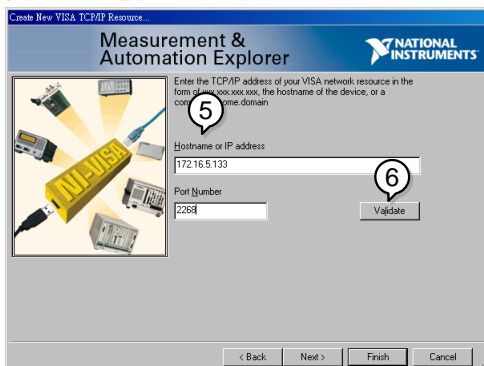 Create New VISA TCP/IP Resource...
Measurement &
Automation Explorer
NATIONAL
INSTRUMENTS
Enter the TCP/IP address of your VISA network resource in the
form of xxx.xxx.xxx, the hostname of the device, or a
ome.domain
5
Hostname or IP address
172.16.5.133
6
Port Number
2268
Validate
NI-VISA
< Back
Next >
Finish
Cancel